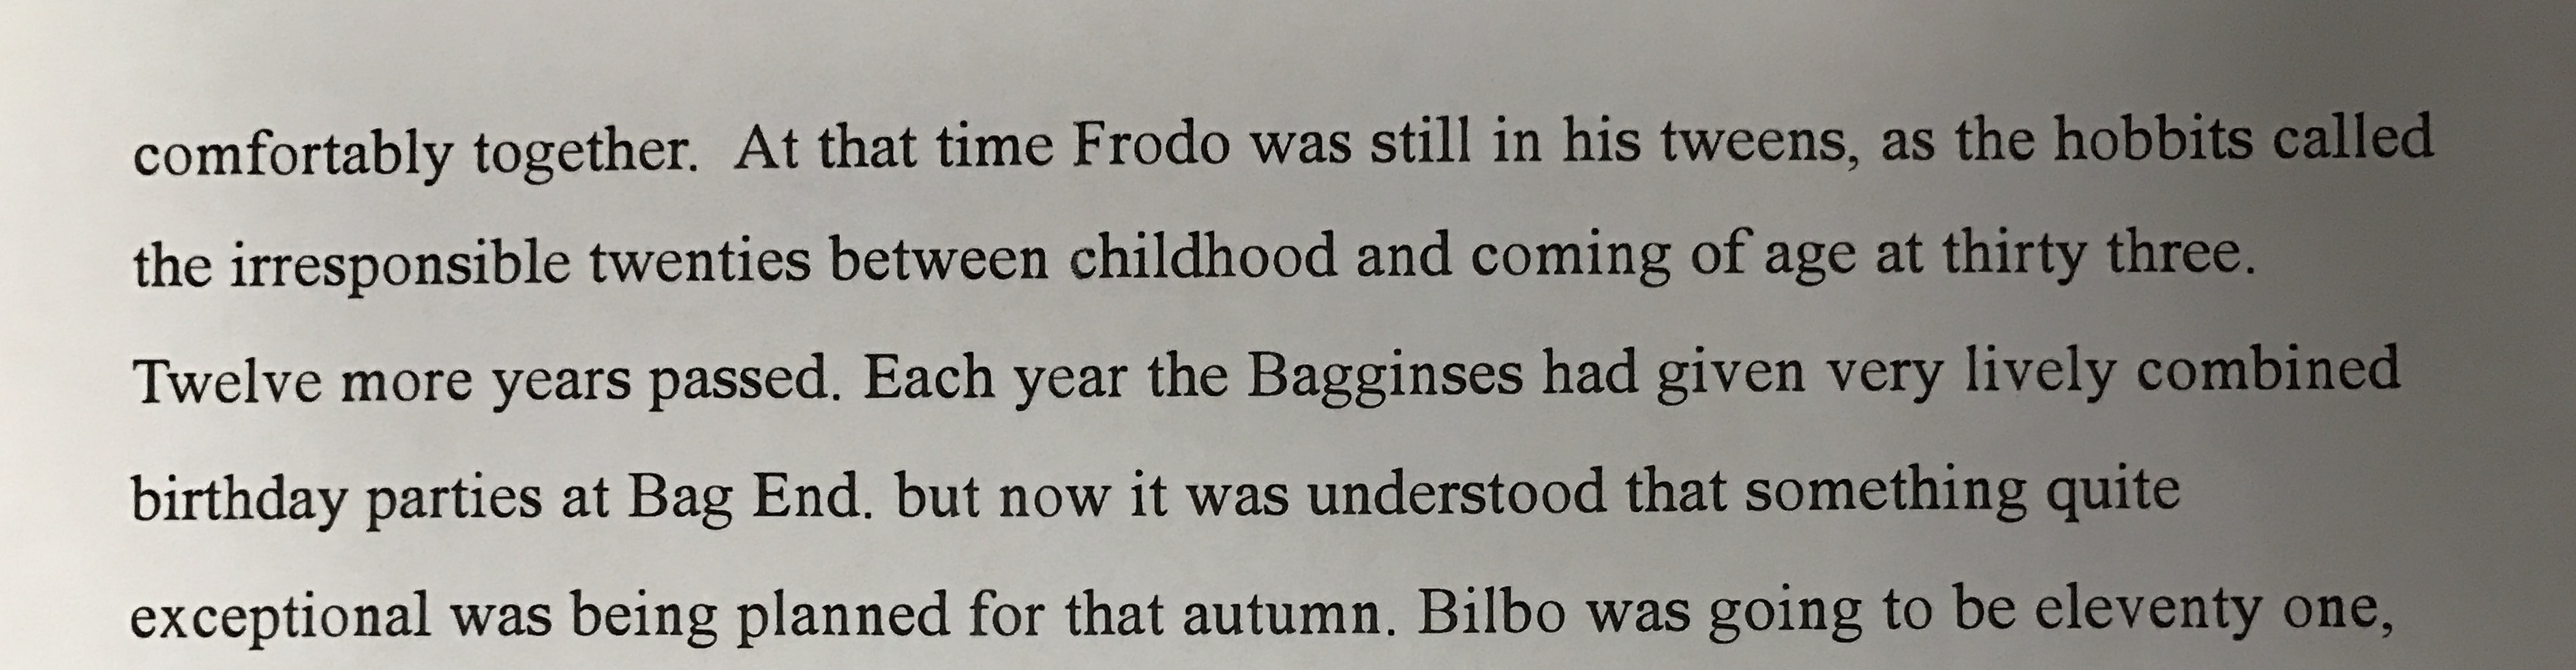 comfortably together.  At that time Frodo was still in his tweens, as the hobbits called
the irresponsible twenties between childhood and coming of age at thirty three.
Twelve more years passed. Each year the Bagginses had given very lively combined
birthday parties at Bag End. but now it was understood that something quite
exceptional was being planned for that autumn. Bilbo was going to be eleventy one,